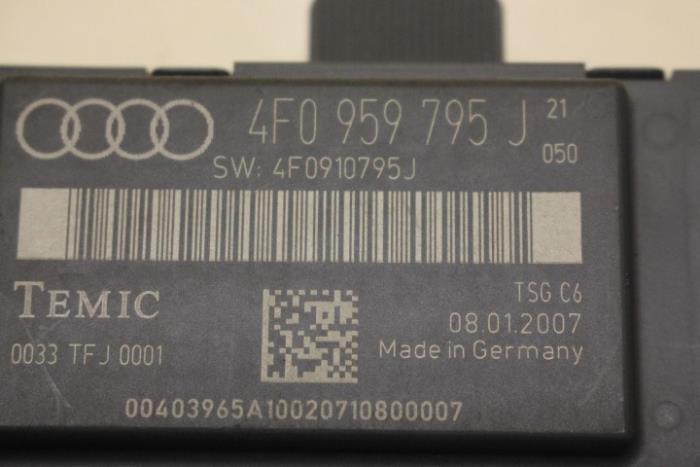 4F0 959 795 J 21
050
SW: 4F0910795J
TEMIC
TSG C6
08.01.2007
0033 TFJ 0001
Made in Germany
00403965A10020710800007